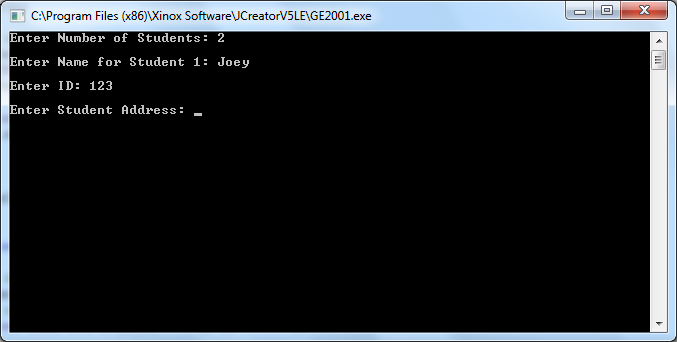 C:\Program Files (x86)\Xinox Software\JCreatorV5LE\GE2001.exe
Enter Number of Students: 2
Enter Name for Student 1: Joey
Enter ID: 123
Enter Student Address: _